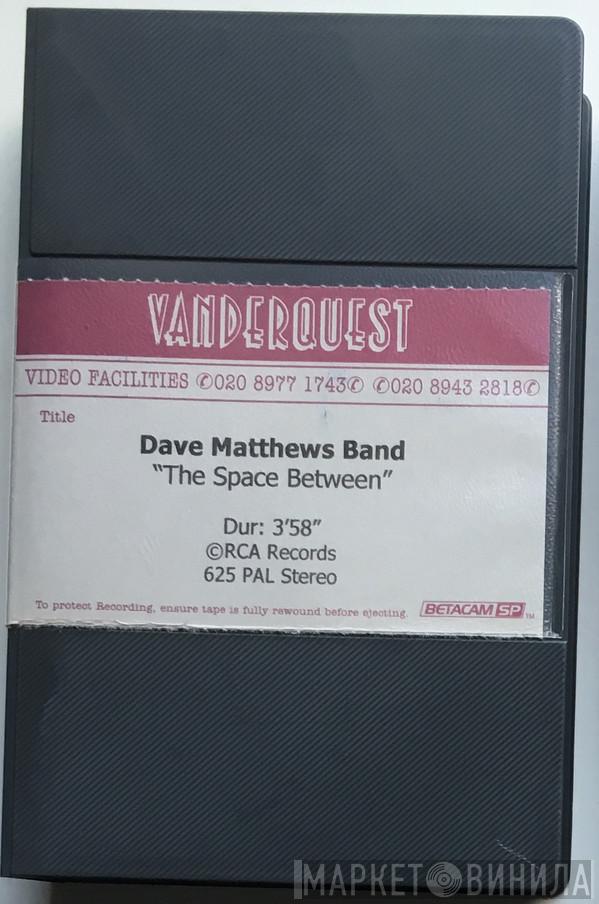 VANDERQUEST
VIDEO FACILITIES ✆020 8977 1743✆ ✆020 8943 2818✆
Title
Dave Matthews Band
“The Space Between”
Dur: 3’58”
©RCA Records
625 PAL Stereo
To protect Recording, ensure tape is fully rewound before ejecting. BETACAM SP ™
МАРКЕТ ВИНИЛА